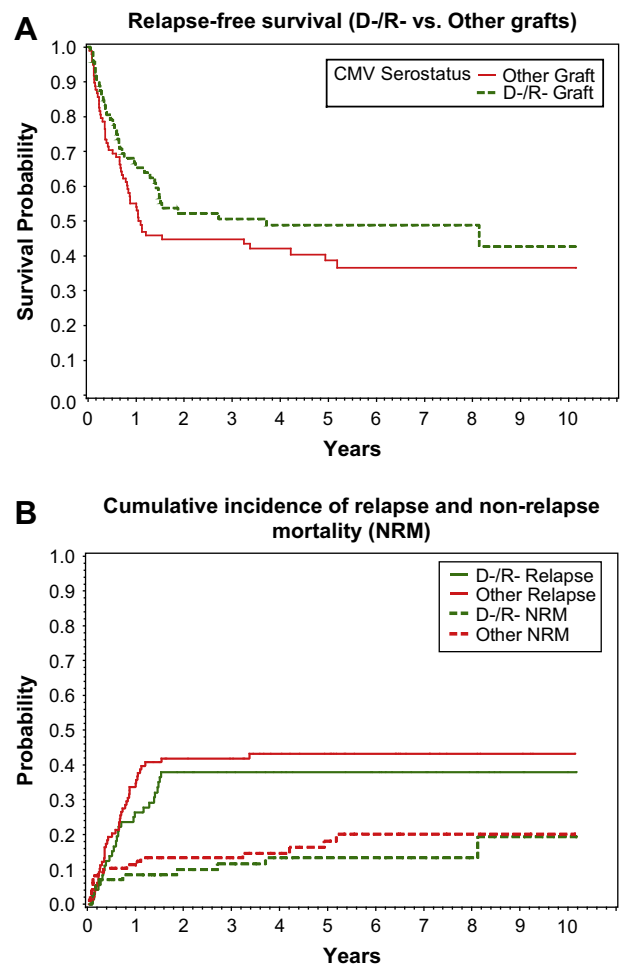 A
Relapse-free survival (D-/R- vs. Other grafts)
CMV Serostatus
Other Graft
D-/R- Graft
Survival Probability
1.0
0.9
0.8
0.7
0.6
0.5
0.4
0.3
0.2
0.1
0.0
0 1 2 3 4 5 6 7 8 9 10
Years
B
Cumulative incidence of relapse and non-relapse
mortality (NRM)
D-/R- Relapse
Other Relapse
D-/R- NRM
Other NRM
Probability
1.0
0.9
0.8
0.7
0.6
0.5
0.4
0.3
0.2
0.1
0.0
0 1 2 3 4 5 6 7 8 9 10
Years